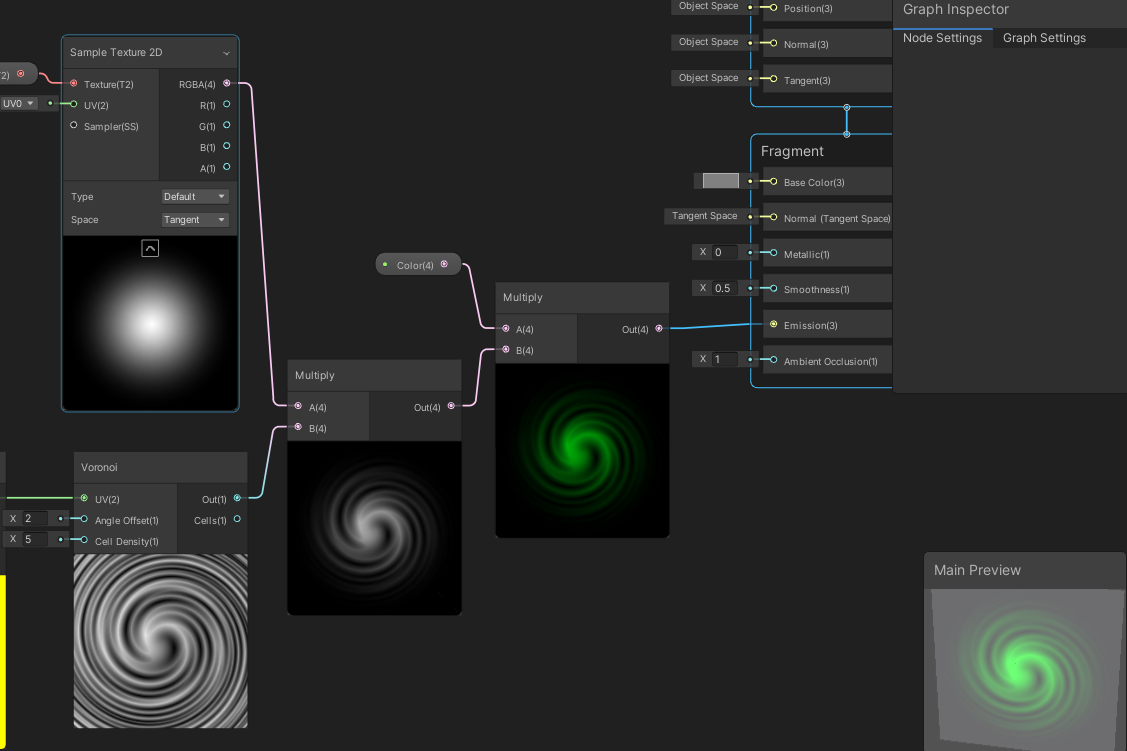 Graph Inspector
Node Settings
Graph Settings
Object Space
Position(3)
Object Space
Normal(3)
Object Space
Tangent(3)
Sample Texture 2D
2)
Texture(T2)
RGBA(4)
UV0
UV(2)
R(1)
Sampler(SS)
G(1)
B(1)
A(1)
Type
Default
Space
Tangent
Fragment
Base Color(3)
Tangent Space
Normal (Tangent Space)
X 0
Metallic(1)
X 0.5
Smoothness(1)
Emission(3)
X 1
Ambient Occlusion(1)
Color(4)
Multiply
A(4)
Out(4)
B(4)
Multiply
A(4)
Out(4)
B(4)
Voronoi
UV(2)
Out(1)
X 2
Angle Offset(1)
Cells(1)
X 5
Cell Density(1)
Main Preview